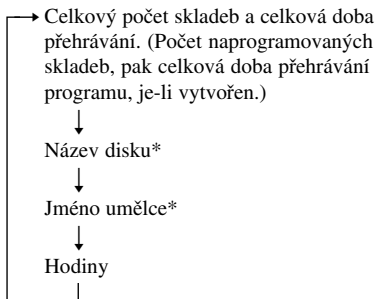 Celkový počet skladeb a celková doba
přehrávání. (Počet naprogramovaných
skladeb, pak celková doba přehrávání
programu, je-li vytvořen.)
Název disku*
Jméno umělce*
Hodiny